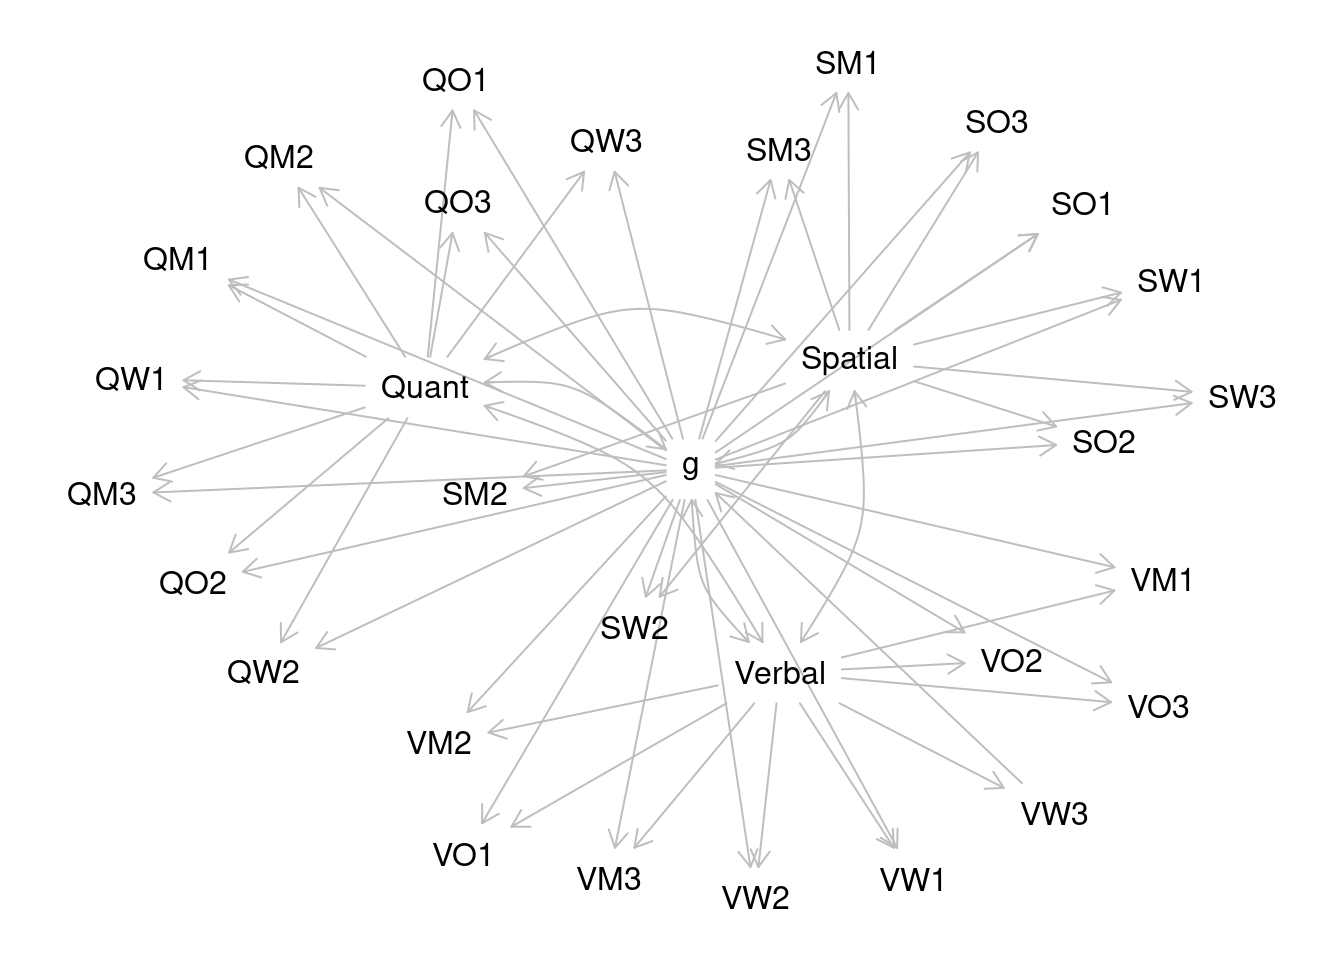 SM1
QO1
SO3
QW3
SM3
QM2
QO3
SO1
QM1
SW1
Spatial
QW1
Quant
SW3
SO2
g
QM3
SM2
VM1
QO2
SW2
VO2
QW2
Verbal
VO3
VM2
VW3
VO1
VM3
VW1
VW2